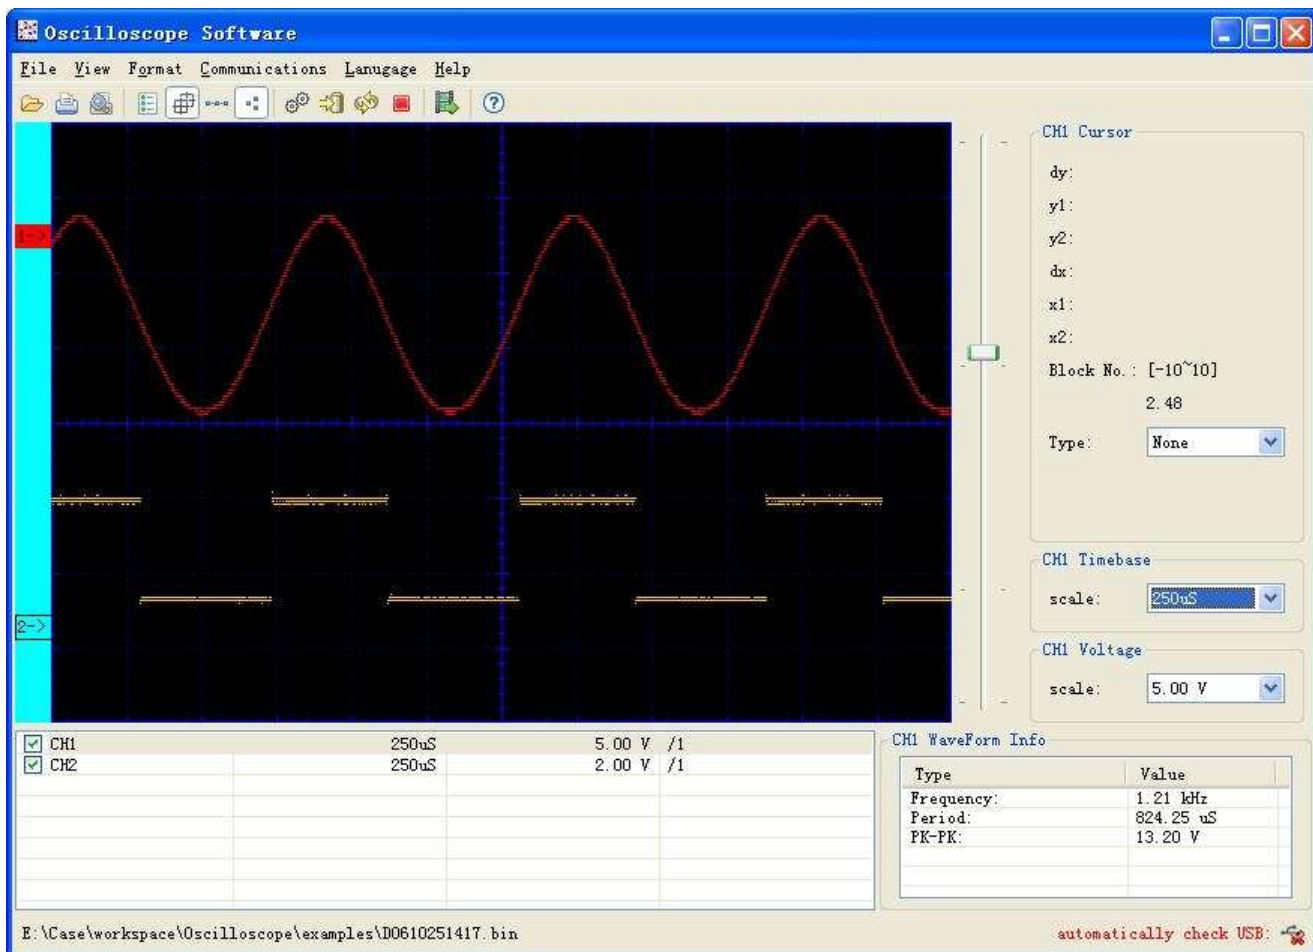 Oscilloscope Software
File View Format Communications Lanugage Help
CH1 Cursor
dy:
y1:
y2:
dx:
x1:
x2:
Block No.: [-10~10]
2.48
Type: None
1->
2->
CH1 Timebase
scale: 250uS
CH1 Voltage
scale: 5.00 V
CH1 250uS 5.00 V /1
CH2 250uS 2.00 V /1
CH1 WaveForm Info
Type Value
Frequency: 1.21 kHz
Period: 824.25 uS
PK-PK: 13.20 V
E:\Case\workspace\Oscilloscope\examples\D0610251417.bin
automatically check USB: